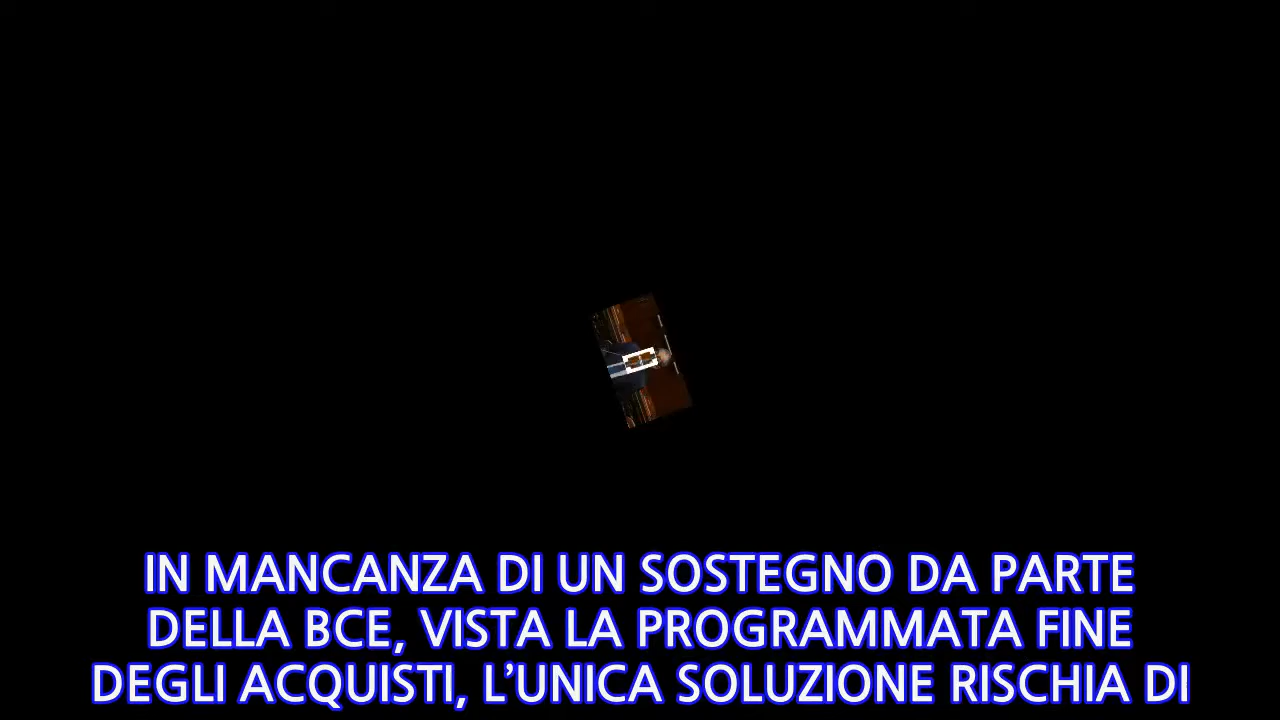 IN MANCANZA DI UN SOSTEGNO DA PARTE
DELLA BCE, VISTA LA PROGRAMMATA FINE
DEGLI ACQUISTI, L’UNICA SOLUZIONE RISCHIA DI